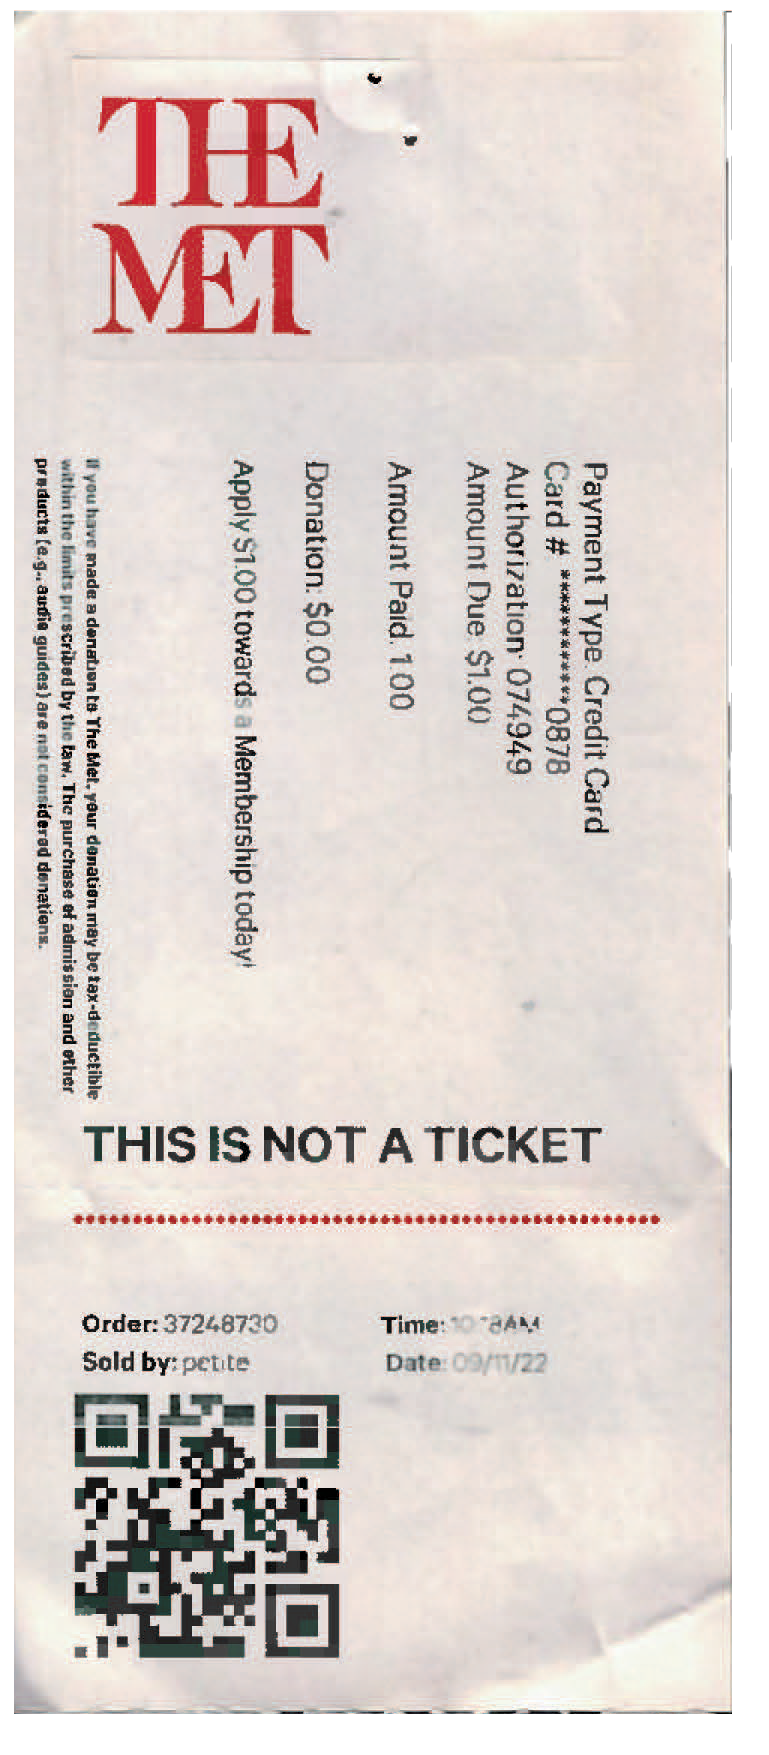 THE
MET
Payment Type Credit Card
Card # ************0878
Authorization: 074949
Amount Due $1.00
Amount Paid 1.00
Donation: $0.00
Apply $1.00 towards a Membership today!
If you have made a donation to The Met, your donation may be tax-deductible
within the limits prescribed by the law. The purchase of admission and other
products (e.g., audio guides) are not considered donations.
THIS IS NOT A TICKET
Order: 37248730
Time: AM
Sold by: petite
Date: 09/11/22